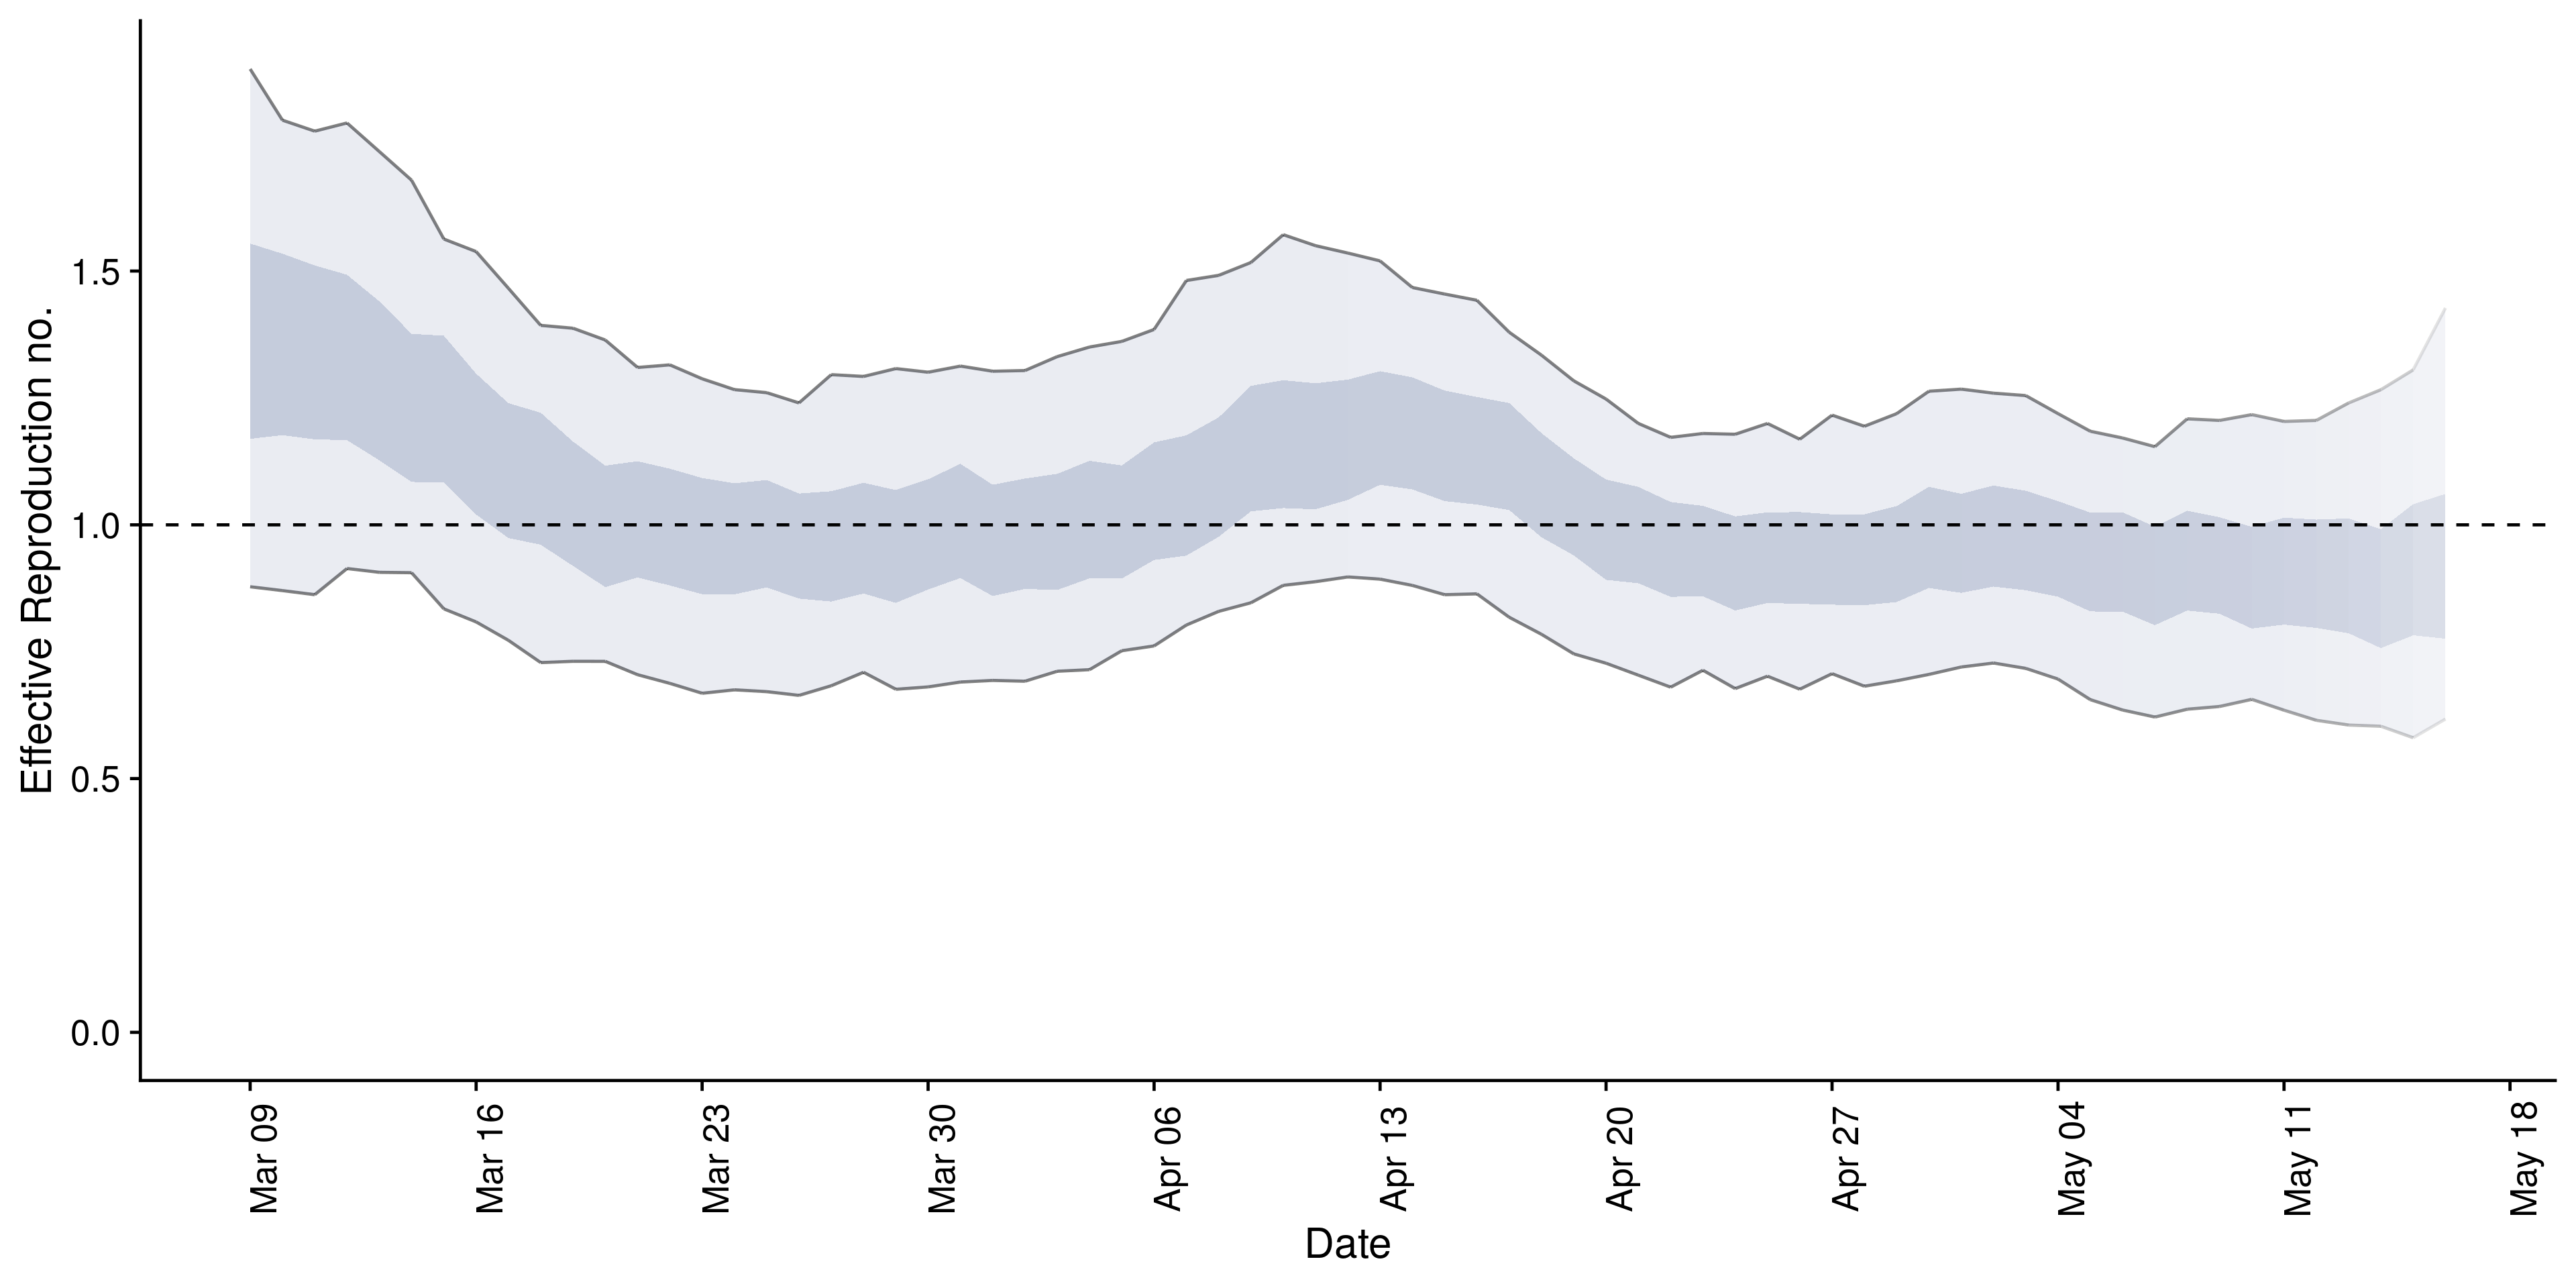 Effective Reproduction no.
1.5
1.0
0.5
0.0
Mar 09
Mar 16
Mar 23
Mar 30
Apr 06
Apr 13
Apr 20
Apr 27
May 04
May 11
May 18
Date